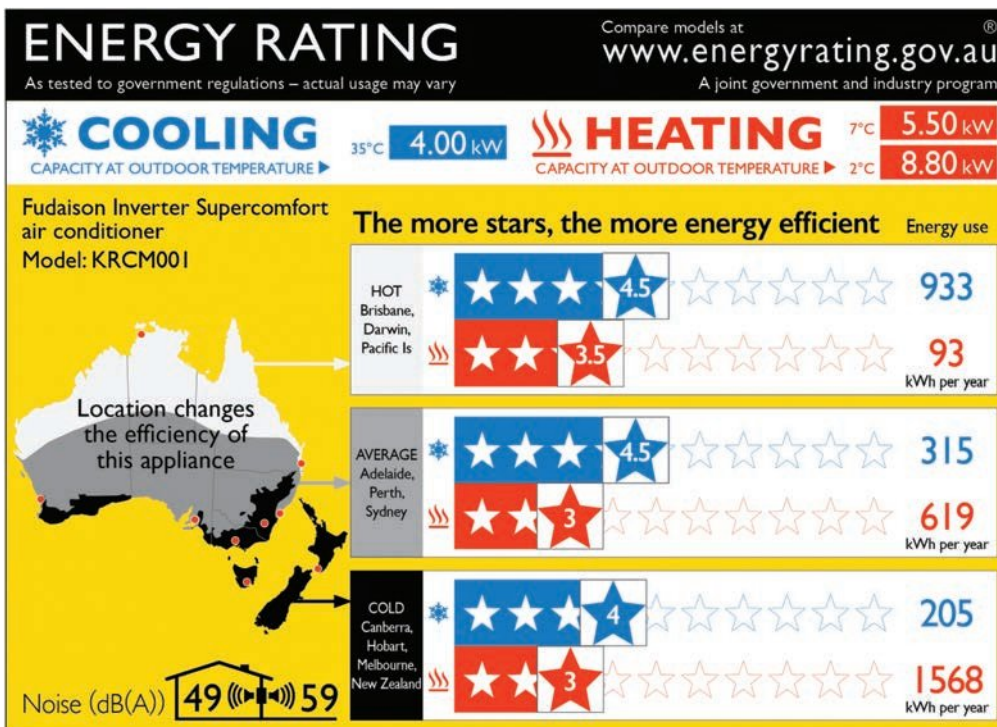 ENERGY RATING
As tested to government regulations – actual usage may vary
Compare models at
®
www.energyrating.gov.au
A joint government and industry program
COOLING
CAPACITY AT OUTDOOR TEMPERATURE
35°C 4.00 kW
HEATING
CAPACITY AT OUTDOOR TEMPERATURE
7°C 5.50 kW
2°C 8.80 kW
Fudaison Inverter Supercomfort
air conditioner
Model: KRCM001
The more stars, the more energy efficient
Energy use
HOT
Brisbane,
Darwin,
Pacific Is
4.5
933
3.5
93
kWh per year
Location changes
the efficiency of
this appliance
AVERAGE
Adelaide,
Perth,
Sydney
4.5
315
3
619
kWh per year
COLD
Canberra,
Hobart,
Melbourne,
New Zealand
4
205
3
1568
kWh per year
Noise (dB(A)) 49 59